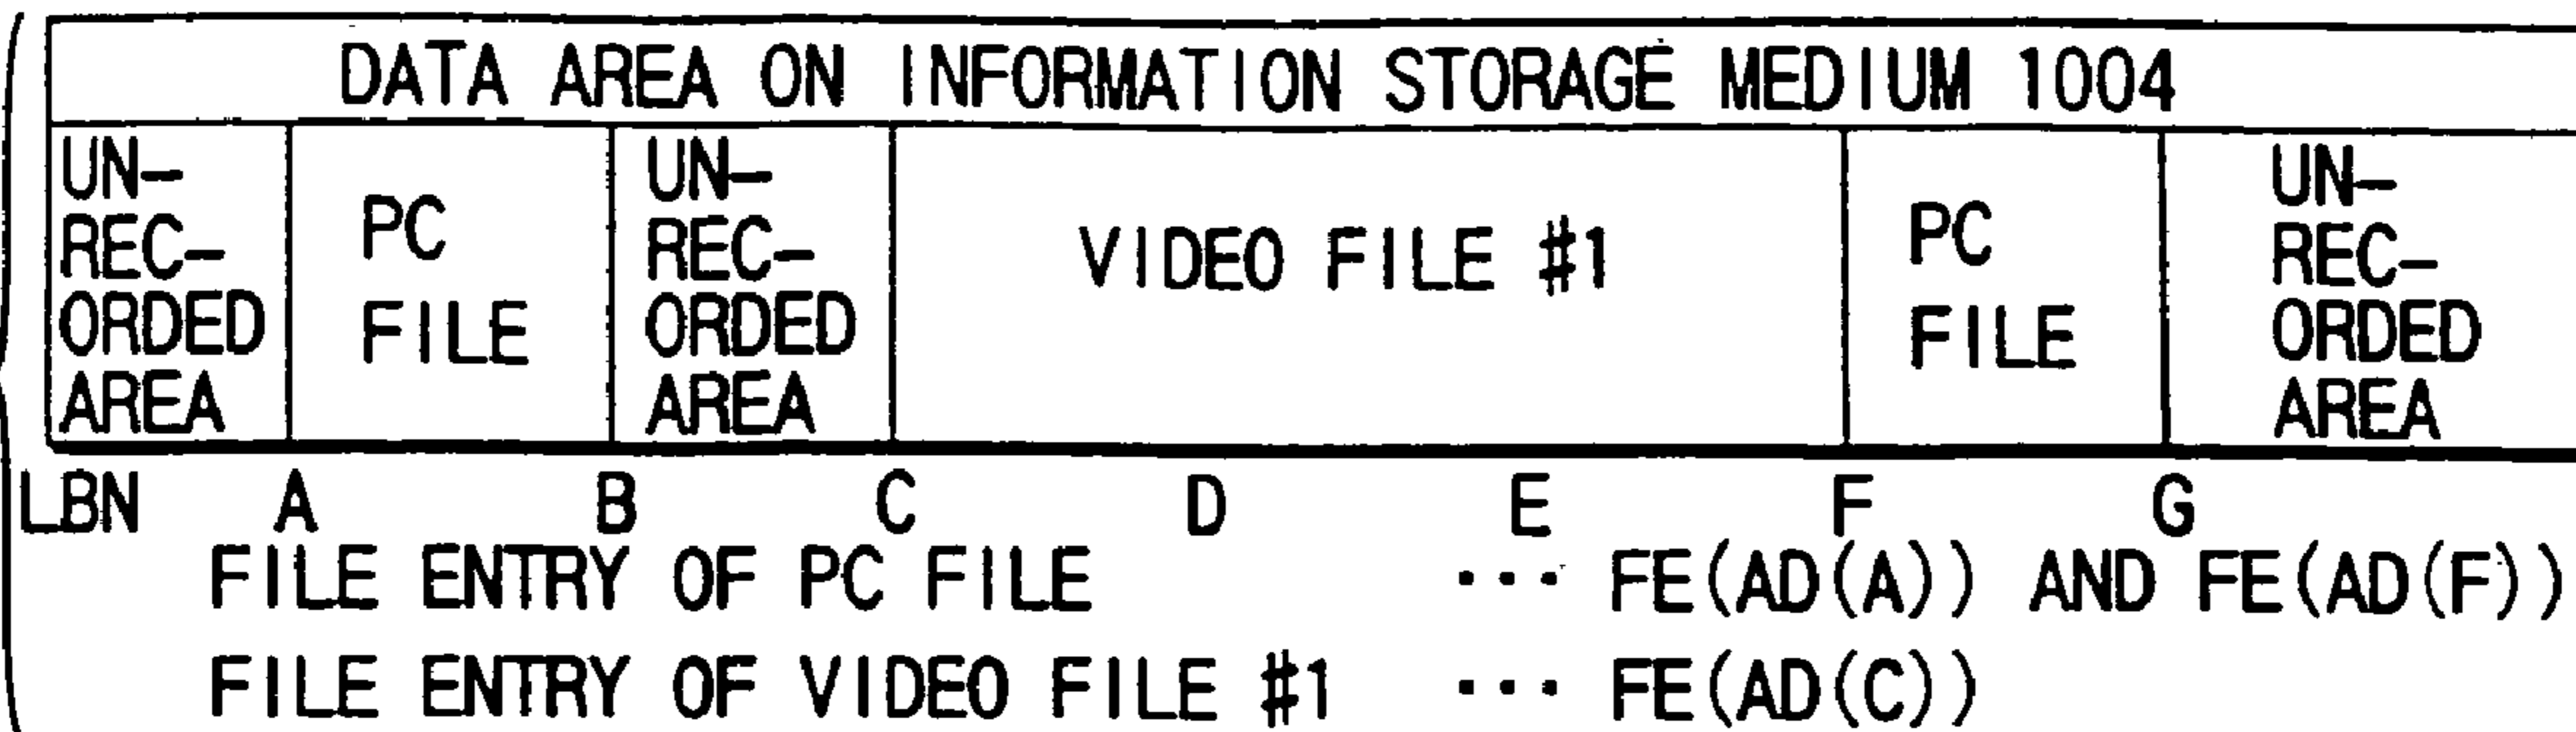 DATA AREA ON INFORMATION STORAGE MEDIUM 1004
UN-
REC-
ORDED
AREA
PC
FILE
UN-
REC-
ORDED
AREA
VIDEO FILE #1
PC
FILE
UN-
REC-
ORDED
AREA
LBN A B C D E F G
FILE ENTRY OF PC FILE ··· FE(AD(A)) AND FE(AD(F))
FILE ENTRY OF VIDEO FILE #1 ··· FE(AD(C))